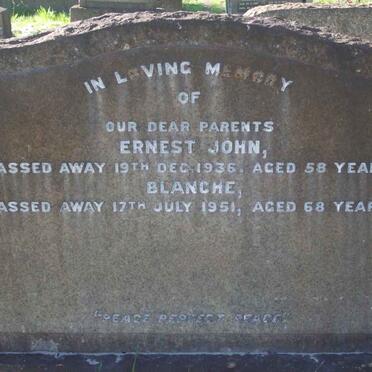 IN LOVING MEMORY
OF
OUR DEAR PARENTS
ERNEST JOHN,
ASSED AWAY 19TH DEC. 1936. AGED 58 YEAR
BLANCHE,
ASSED AWAY 17TH JULY 1951, AGED 68 YEAR
"PEACE PERFECT PEACE"